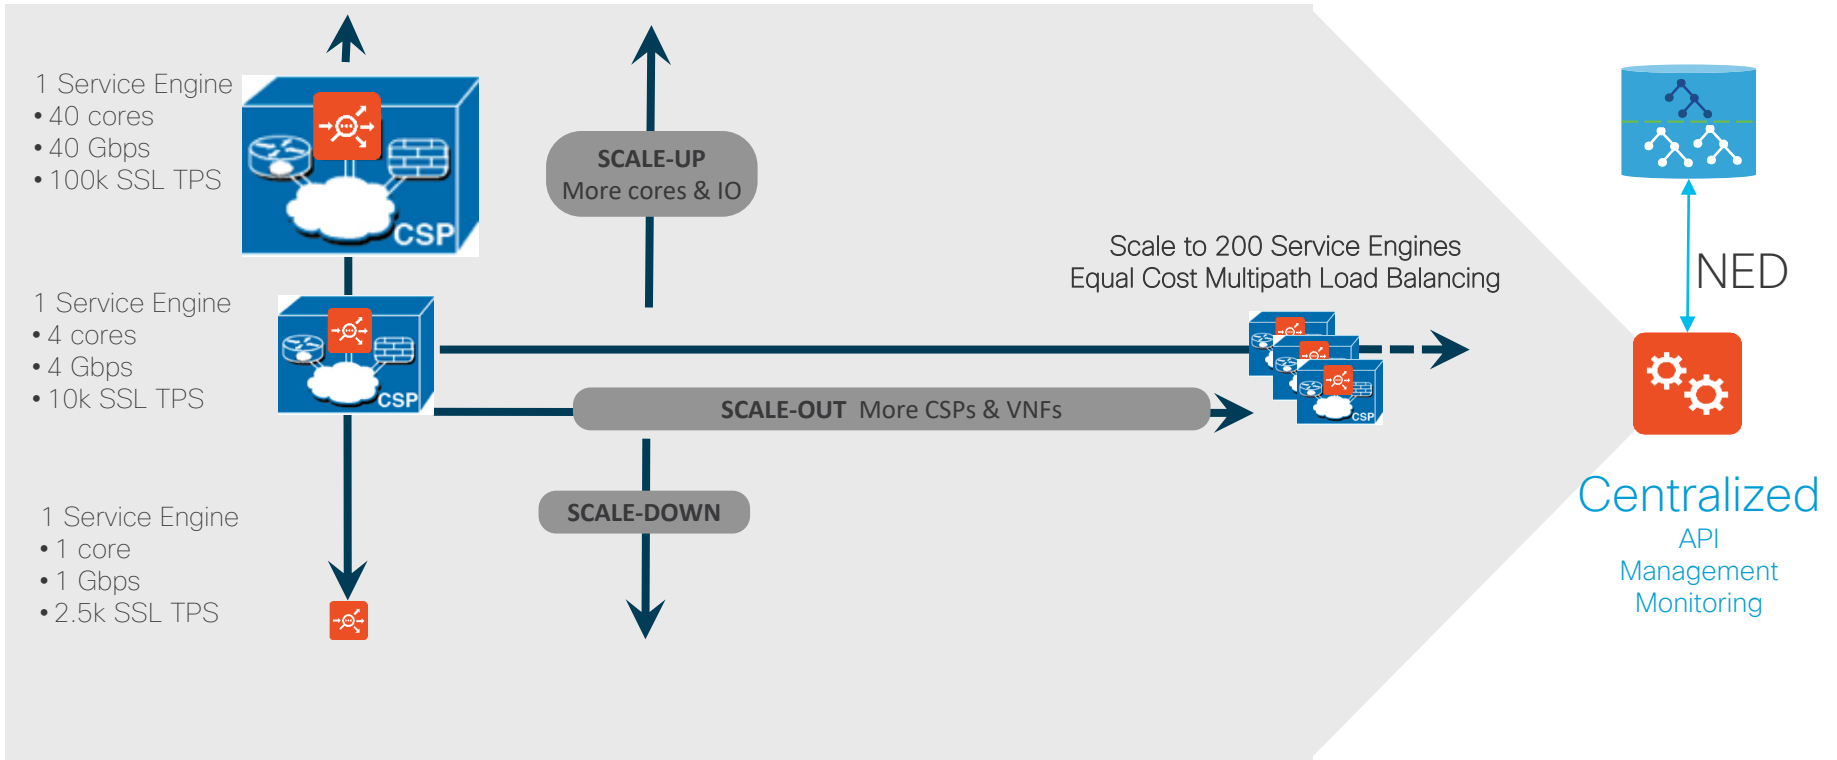 1 Service Engine
• 40 cores
• 40 Gbps
• 100k SSL TPS
CSP
SCALE-UP
More cores & IO
1 Service Engine
• 4 cores
• 4 Gbps
• 10k SSL TPS
CSP
Scale to 200 Service Engines
Equal Cost Multipath Load Balancing
CSP
SCALE-OUT More CSPs & VNFs
SCALE-DOWN
1 Service Engine
• 1 core
• 1 Gbps
• 2.5k SSL TPS
NED
Centralized
API
Management
Monitoring